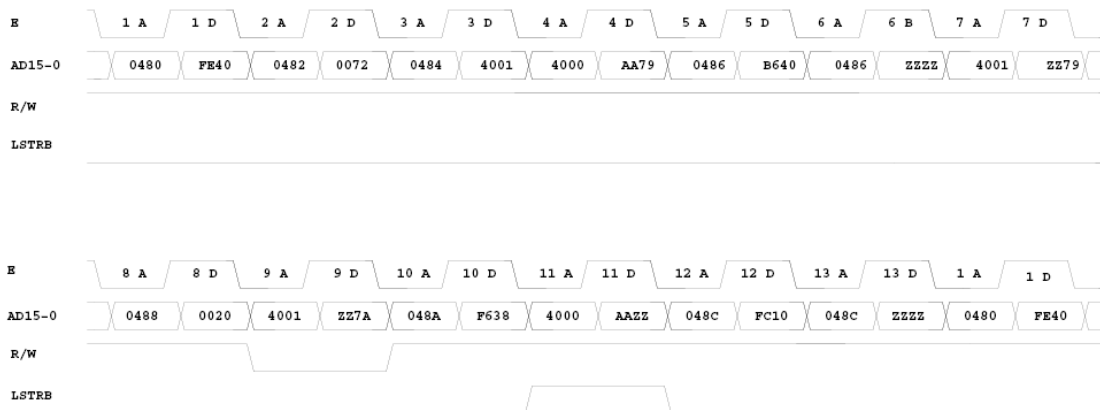 E 1 A 1 D 2 A 2 D 3 A 3 D 4 A 4 D 5 A 5 D 6 A 6 B 7 A 7 D
AD15-0 0480 FE40 0482 0072 0484 4001 4000 AA79 0486 B640 0486 ZZZZ 4001 ZZ79
R/W
LSTRB
E 8 A 8 D 9 A 9 D 10 A 10 D 11 A 11 D 12 A 12 D 13 A 13 D 1 A 1 D
AD15-0 0488 0020 4001 ZZ7A 048A F638 4000 AAZZ 048C FC10 048C ZZZZ 0480 FE40
R/W
LSTRB